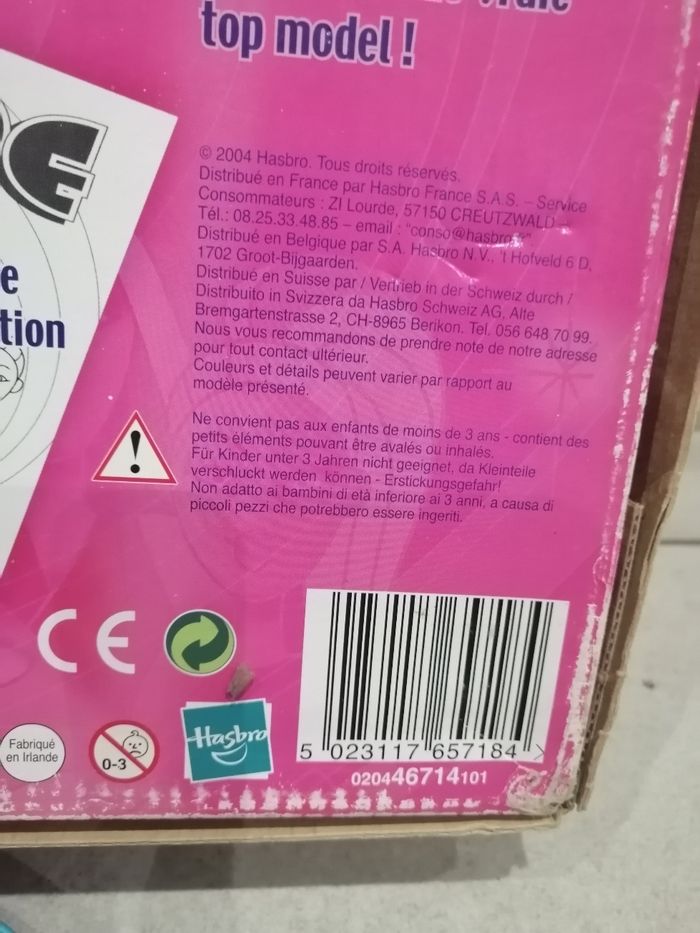 top model !
© 2004 Hasbro. Tous droits réservés.
Distribué en France par Hasbro France S.A.S. – Service
Consommateurs : ZI Lourde, 57150 CREUTZWALD –
Tél.: 08.25.33.48.85 – email : "conso@hasbro.fr"
Distribué en Belgique par S.A. Hasbro N.V., 't Hofveld 6 D,
1702 Groot-Bijgaarden.
Distribué en Suisse par / Vertrieb in der Schweiz durch /
Distribuito in Svizzera da Hasbro Schweiz AG, Alte
Bremgartenstrasse 2, CH-8965 Berikon. Tel. 056 648 70 99.
Nous vous recommandons de prendre note de notre adresse
pour tout contact ultérieur.
Couleurs et détails peuvent varier par rapport au
modèle présenté.
e
tion
Ne convient pas aux enfants de moins de 3 ans - contient des
petits éléments pouvant être avalés ou inhalés.
Für Kinder unter 3 Jahren nicht geeignet, da Kleinteile
verschluckt werden können - Erstickungsgefahr!
Non adatto ai bambini di età inferiore ai 3 anni, a causa di
piccoli pezzi che potrebbero essere ingeriti.
CE
Fabriqué
en Irlande
0-3
Hasbro
5 023117 657184 >
020446714101